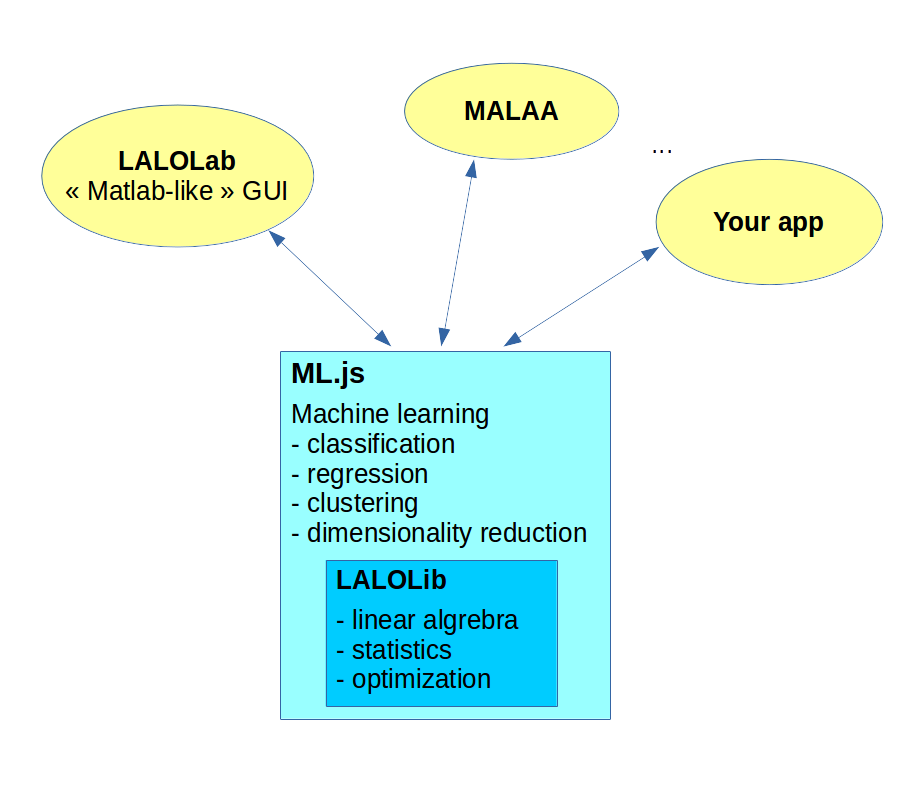 MALAA
...
LALOLab
« Matlab-like » GUI
Your app
ML.js
Machine learning
- classification
- regression
- clustering
- dimensionality reduction
LALOLib
- linear algrebra
- statistics
- optimization